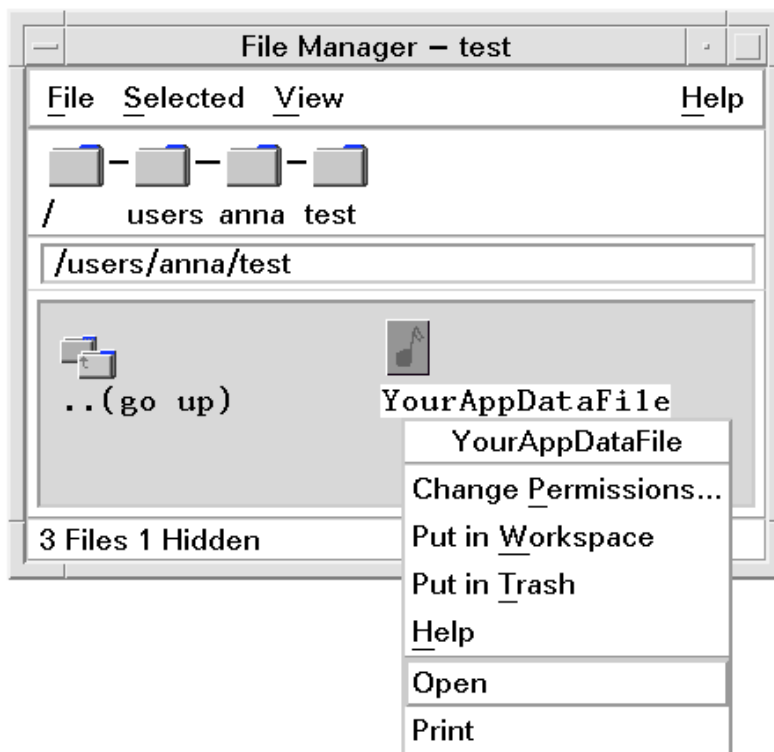 File Manager – test
File Selected View Help
/ users anna test
/users/anna/test
..(go up) YourAppDataFile
YourAppDataFile
Change Permissions...
Put in Workspace
Put in Trash
Help
Open
Print
3 Files 1 Hidden